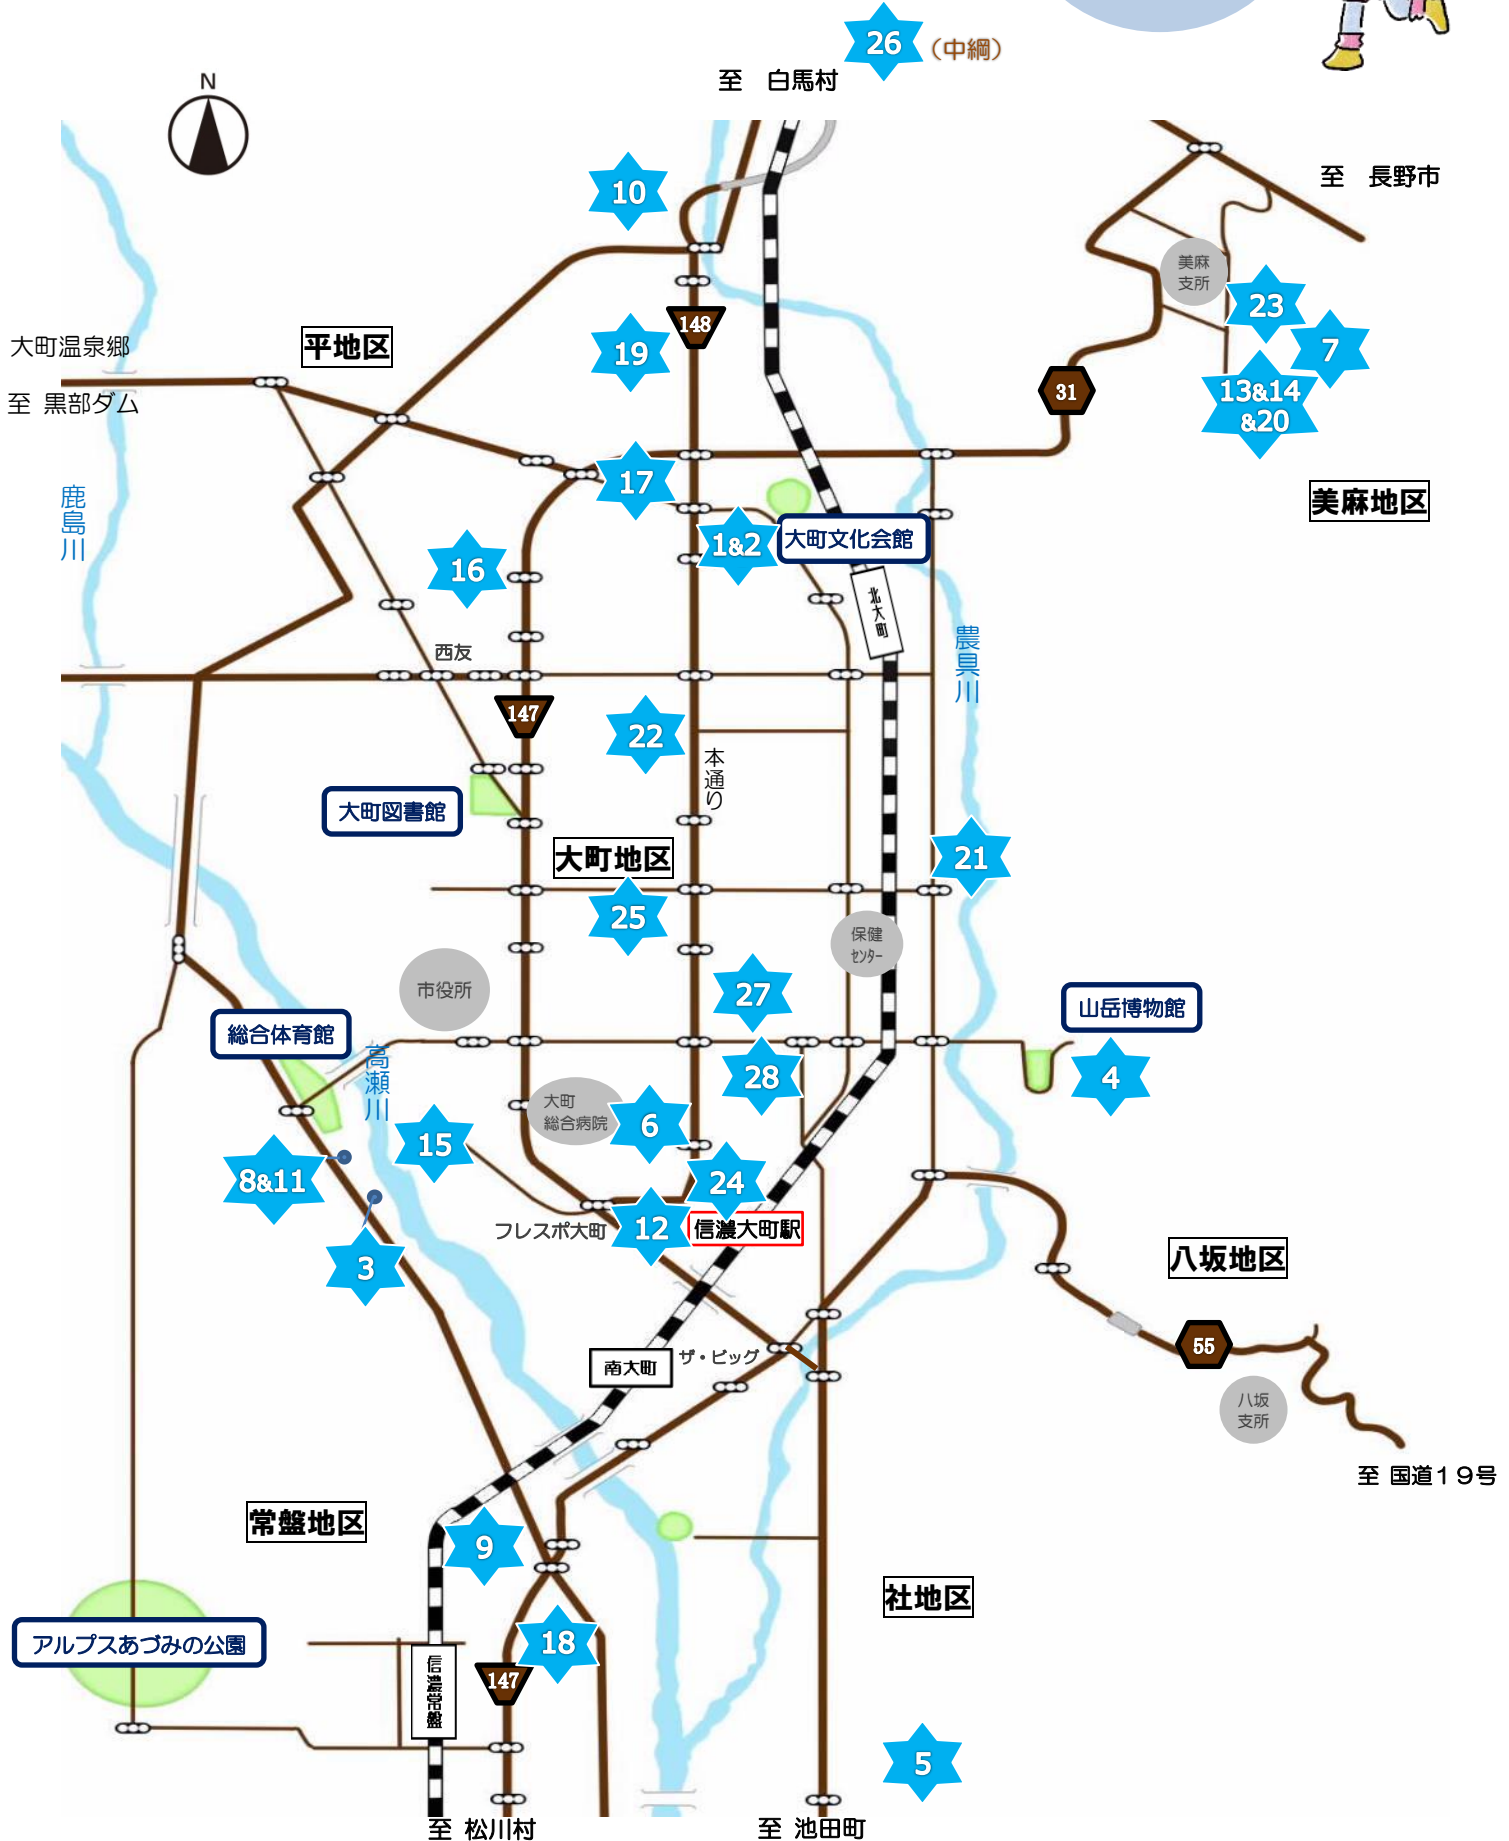 26
（中綱）
至　白馬村
N
10
至　長野市
美麻
支所
23
148
7
大町温泉郷
平地区
19
31
13&14
&20
至 黒部ダム
17
美麻地区
鹿島川
1&2
大町文化会館
16
北大町
農具川
西友
147
22
本通り
大町図書館
大町地区
21
25
保健
ｾﾝﾀｰ
市役所
27
山岳博物館
総合体育館
高瀬川
28
4
大町
総合病院
6
15
8&11
24
フレスポ大町
12
信濃大町駅
3
八坂地区
55
南大町
ザ・ビッグ
八坂
支所
至 国道１９号
常盤地区
9
社地区
アルプスあづみの公園
18
信濃常盤
147
5
至 松川村
至 池田町